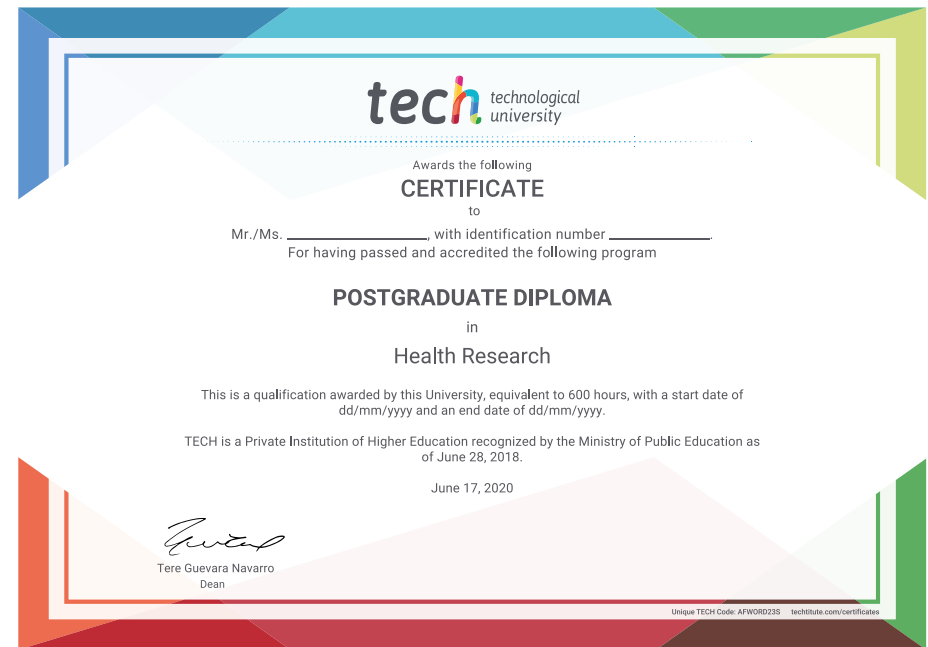 tech technological
university
Awards the following
CERTIFICATE
to
Mr./Ms. ____________________, with identification number ______________.
For having passed and accredited the following program
POSTGRADUATE DIPLOMA
in
Health Research
This is a qualification awarded by this University, equivalent to 600 hours, with a start date of
dd/mm/yyyy and an end date of dd/mm/yyyy.
TECH is a Private Institution of Higher Education recognized by the Ministry of Public Education as
of June 28, 2018.
June 17, 2020
Tere Guevara Navarro
Dean
Unique TECH Code: AFWORD23S techtitute.com/certificates